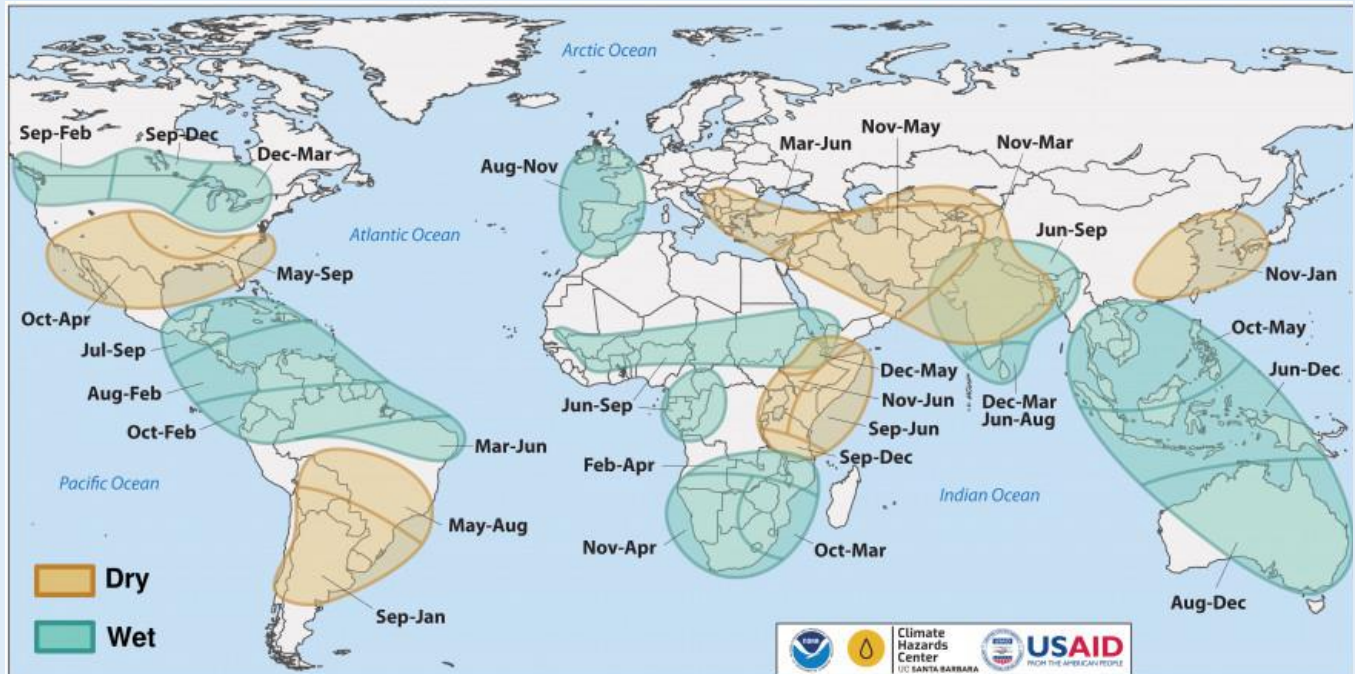 Arctic Ocean
Sep-Feb
Sep-Dec
Dec-Mar
Aug-Nov
Mar-Jun
Nov-May
Nov-Mar
Jun-Sep
Atlantic Ocean
May-Sep
Nov-Jan
Oct-Apr
Jul-Sep
Aug-Feb
Oct-Feb
Mar-Jun
Jun-Sep
Dec-May
Nov-Jun
Sep-Jun
Sep-Dec
Dec-Mar
Jun-Aug
Oct-May
Jun-Dec
Feb-Apr
Pacific Ocean
Indian Ocean
May-Aug
Nov-Apr
Oct-Mar
Sep-Jan
Aug-Dec
Dry
Wet
Climate
Hazards
Center
UC SANTA BARBARA
USAID
FROM THE AMERICAN PEOPLE